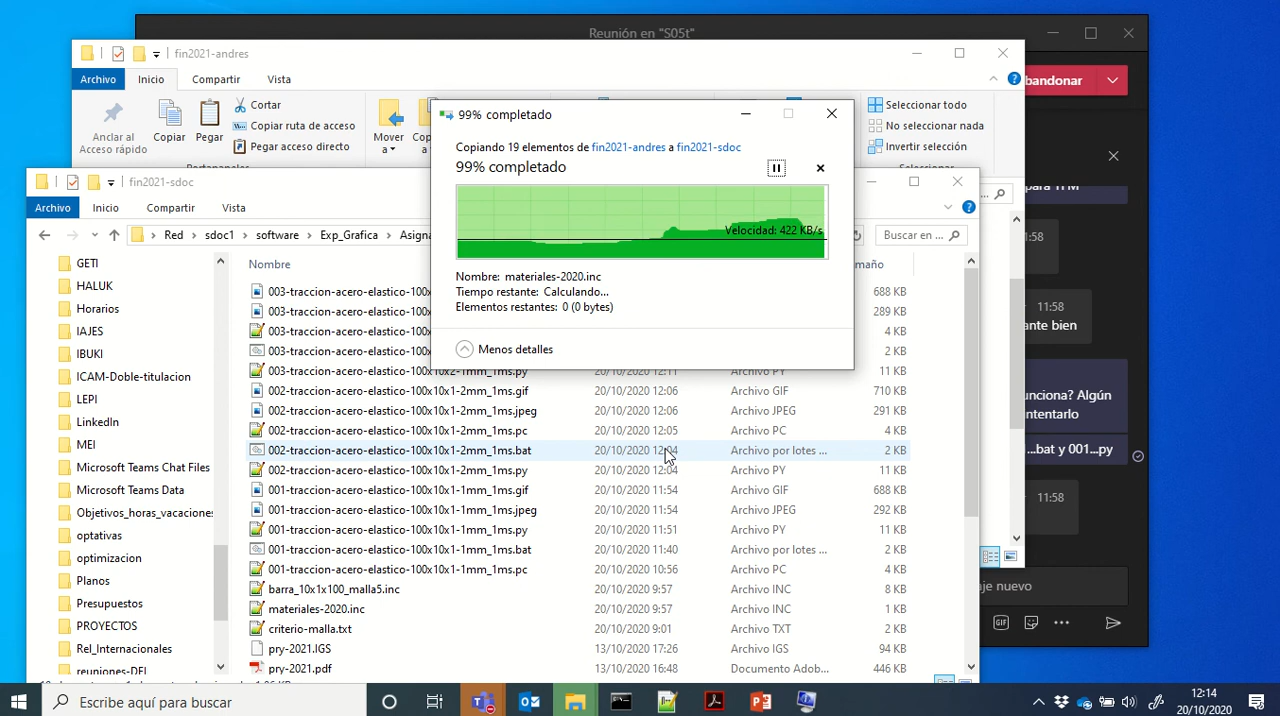 Reunión en "S05t"
fin2021-andres
Archivo Inicio Compartir Vista
bandonar
Anclar al
Acceso rápido
Copiar
Pegar
Cortar
Copiar ruta de acceso
Pegar acceso directo
Mover
a
Seleccionar todo
No seleccionar nada
Invertir selección
99% completado
Copiando 19 elementos de fin2021-andres a fin2021-sdoc
99% completado
Velocidad: 422 KB/s
Nombre: materiales-2020.inc
Tiempo restante: Calculando...
Elementos restantes: 0 (0 bytes)
Menos detalles
fin2021-sdoc
Archivo Inicio Compartir Vista
Red sdoc1 software
Buscar en ...
Nombre
GETI
HALUK
Horarios
IAJES
IBUKI
ICAM-Doble-titulacion
LEPI
LinkedIn
MEI
Microsoft Teams Chat Files
Microsoft Teams Data
Objetivos_horas_vacaciones
optativas
optimizacion
Planos
Presupuestos
PROYECTOS
Rel_Internacionales
003-traccion-acero-elastico-100x 688 KB
003-traccion-acero-elastico-100x 289 KB
003-traccion-acero-elastico-100x 4 KB
003-traccion-acero-elastico-100x 2 KB
003-traccion-acero-elastico-100x10x2-1mm_1ms.py 20/10/2020 12:11 Archivo PY 11 KB
002-traccion-acero-elastico-100x10x1-2mm_1ms.gif 20/10/2020 12:06 Archivo GIF 710 KB
002-traccion-acero-elastico-100x10x1-2mm_1ms.jpeg 20/10/2020 12:06 Archivo JPEG 291 KB
002-traccion-acero-elastico-100x10x1-2mm_1ms.pc 20/10/2020 12:05 Archivo PC 4 KB
002-traccion-acero-elastico-100x10x1-2mm_1ms.bat 20/10/2020 12:04 Archivo por lotes ... 2 KB
002-traccion-acero-elastico-100x10x1-2mm_1ms.py 20/10/2020 12:04 Archivo PY 11 KB
001-traccion-acero-elastico-100x10x1-1mm_1ms.gif 20/10/2020 11:54 Archivo GIF 688 KB
001-traccion-acero-elastico-100x10x1-1mm_1ms.jpeg 20/10/2020 11:54 Archivo JPEG 292 KB
001-traccion-acero-elastico-100x10x1-1mm_1ms.py 20/10/2020 11:51 Archivo PY 11 KB
001-traccion-acero-elastico-100x10x1-1mm_1ms.bat 20/10/2020 11:40 Archivo por lotes ... 2 KB
001-traccion-acero-elastico-100x10x1-1mm_1ms.pc 20/10/2020 10:56 Archivo PC 4 KB
barra_10x1x100_malla5.inc 20/10/2020 9:57 Archivo INC 8 KB
materiales-2020.inc 20/10/2020 9:57 Archivo INC 1 KB
criterio-malla.txt 20/10/2020 9:01 Archivo TXT 2 KB
pry-2021.IGS 13/10/2020 17:26 Archivo IGS 94 KB
pry-2021.pdf 13/10/2020 16:48 Documento Adob... 446 KB
:58
11:58
ante bien
unciona? Algún
ntentarlo
...bat y 001...py
11:58
je nuevo
GIF
Escribe aquí para buscar
12:14
20/10/2020